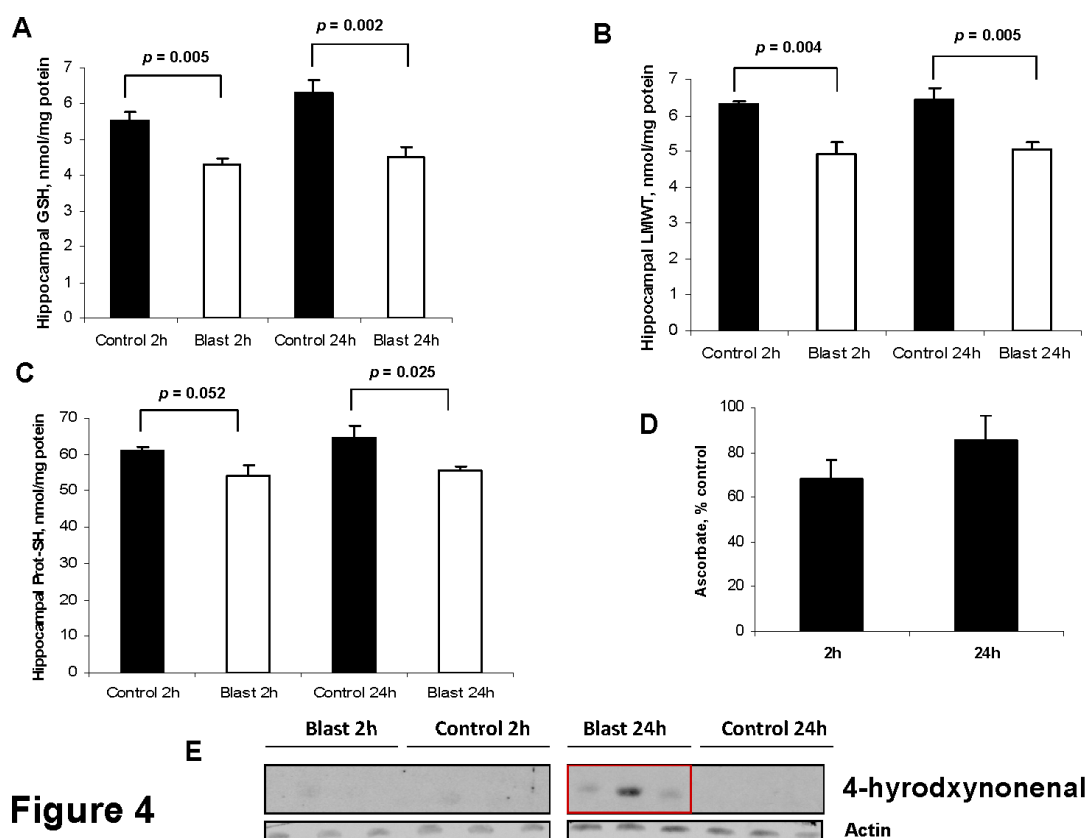 A
p = 0.005
p = 0.002
Hippocampal GSH, nmol/mg potein
7
6
5
4
3
2
1
0
Control 2h
Blast 2h
Control 24h
Blast 24h
B
p = 0.004
p = 0.005
Hippocampal LMWT, nmol/mg potein
7
6
5
4
3
2
1
0
Control 2h
Blast 2h
Control 24h
Blast 24h
C
p = 0.052
p = 0.025
Hippocampal Prot-SH, nmol/mg potein
70
60
50
40
30
20
10
0
Control 2h
Blast 2h
Control 24h
Blast 24h
D
Ascorbate, % control
100
80
60
40
20
0
2h
24h
E
Blast 2h
Control 2h
Blast 24h
Control 24h
4-hyrodxynonenal
Actin
Figure 4